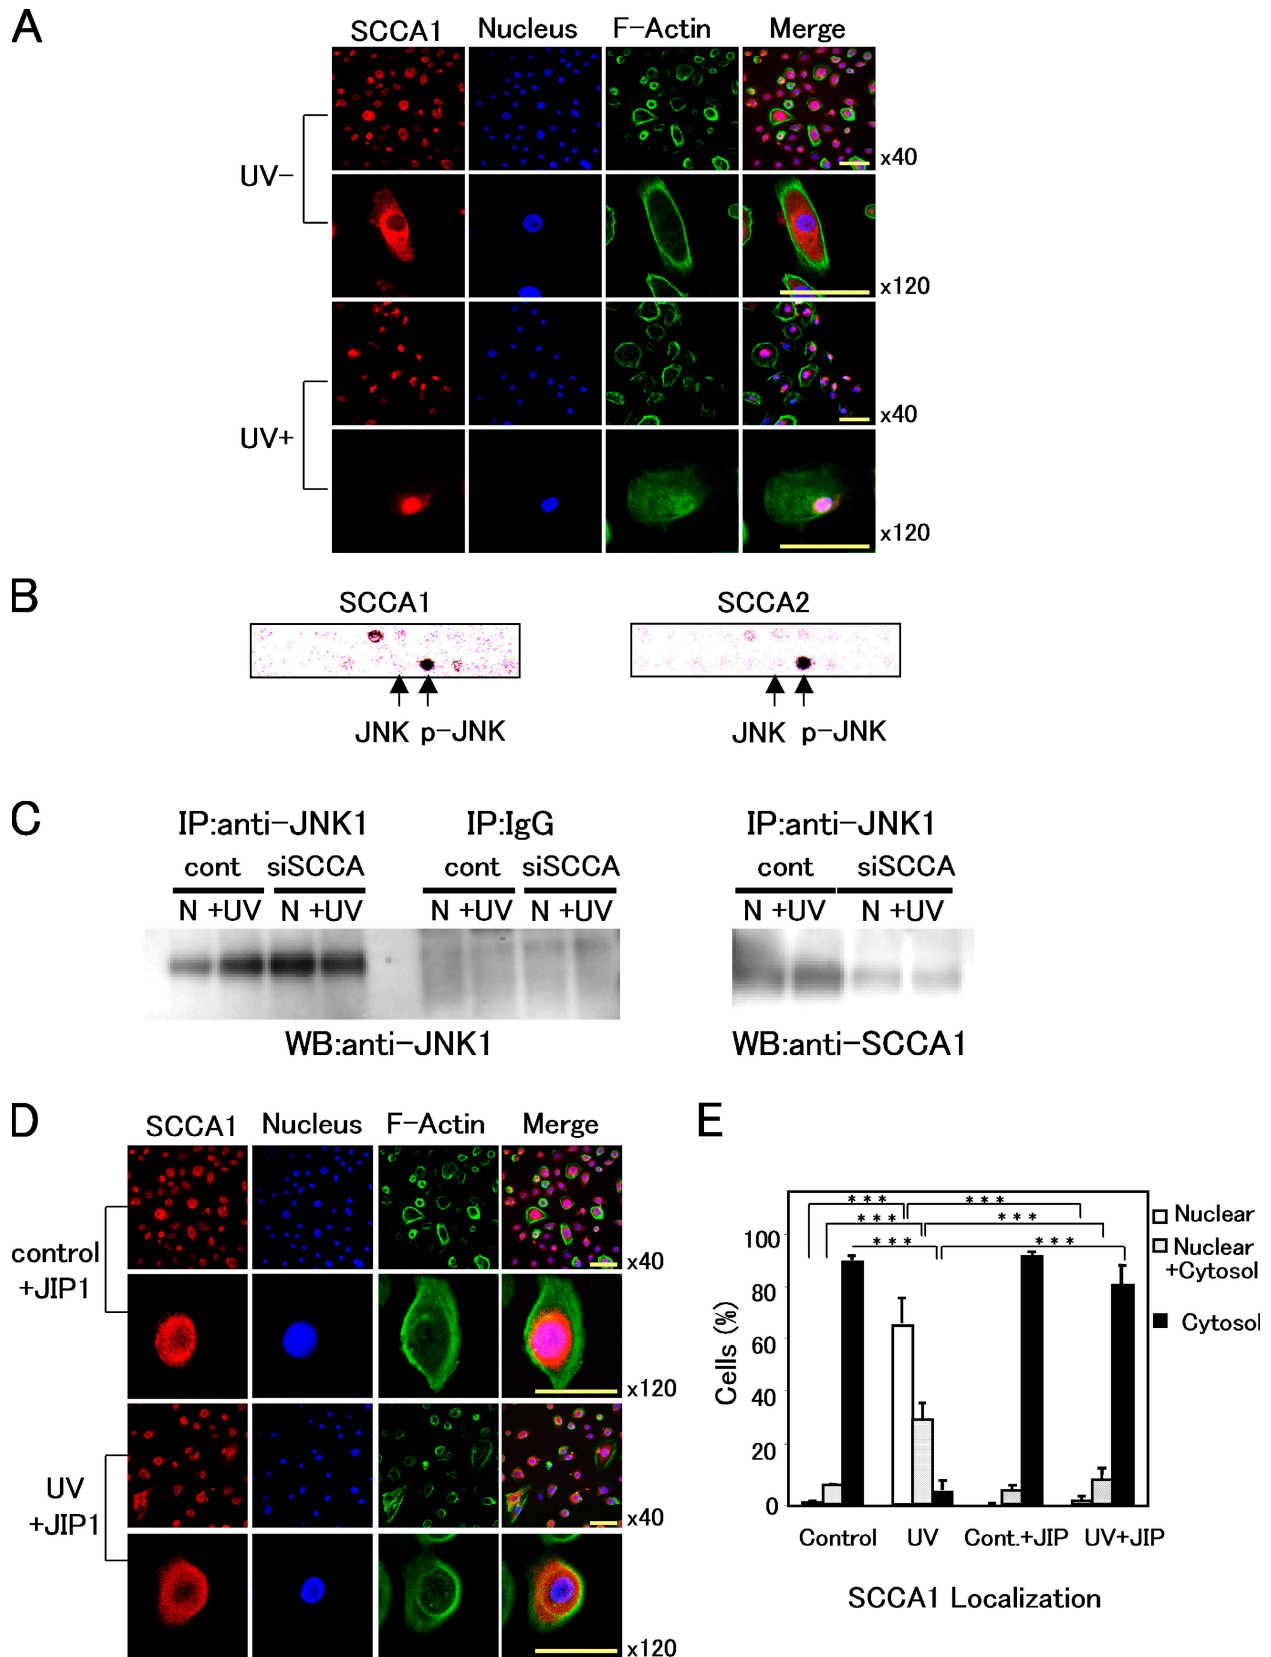 A
SCCA1 Nucleus F-Actin Merge
x40
UV-
x120
x40
UV+
x120
B
SCCA1 SCCA2
JNK p-JNK JNK p-JNK
C
IP:anti-JNK1 IP:IgG IP:anti-JNK1
cont siSCCA cont siSCCA cont siSCCA
N +UV N +UV N +UV N +UV N +UV N +UV
WB:anti-JNK1 WB:anti-SCCA1
D
SCCA1 Nucleus F-Actin Merge
x40
control
+JIP1
x120
UV
+JIP1
x40
x120
E
*** ***
*** ***
*** ***
Nuclear
Nuclear
+Cytosol
Cytosol
100
80
60
40
20
0
Cells (%)
Control UV Cont.+JIP UV+JIP
SCCA1 Localization